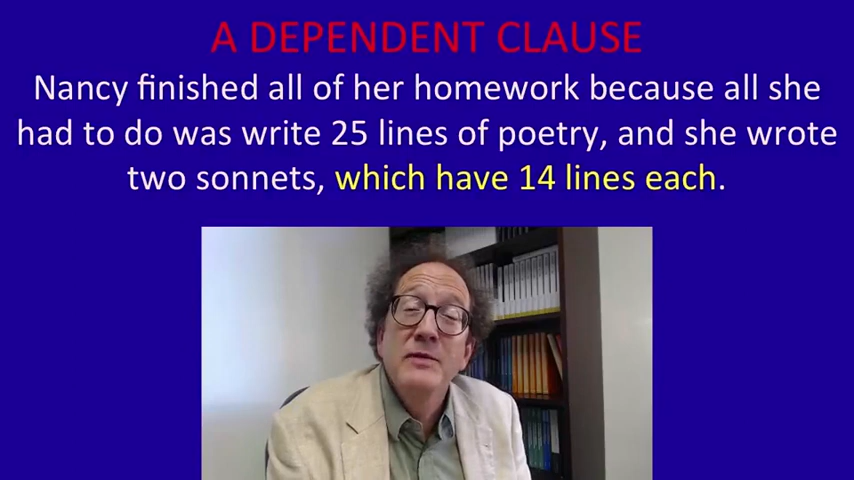 A DEPENDENT CLAUSE
Nancy finished all of her homework because all she
had to do was write 25 lines of poetry, and she wrote
two sonnets, which have 14 lines each.